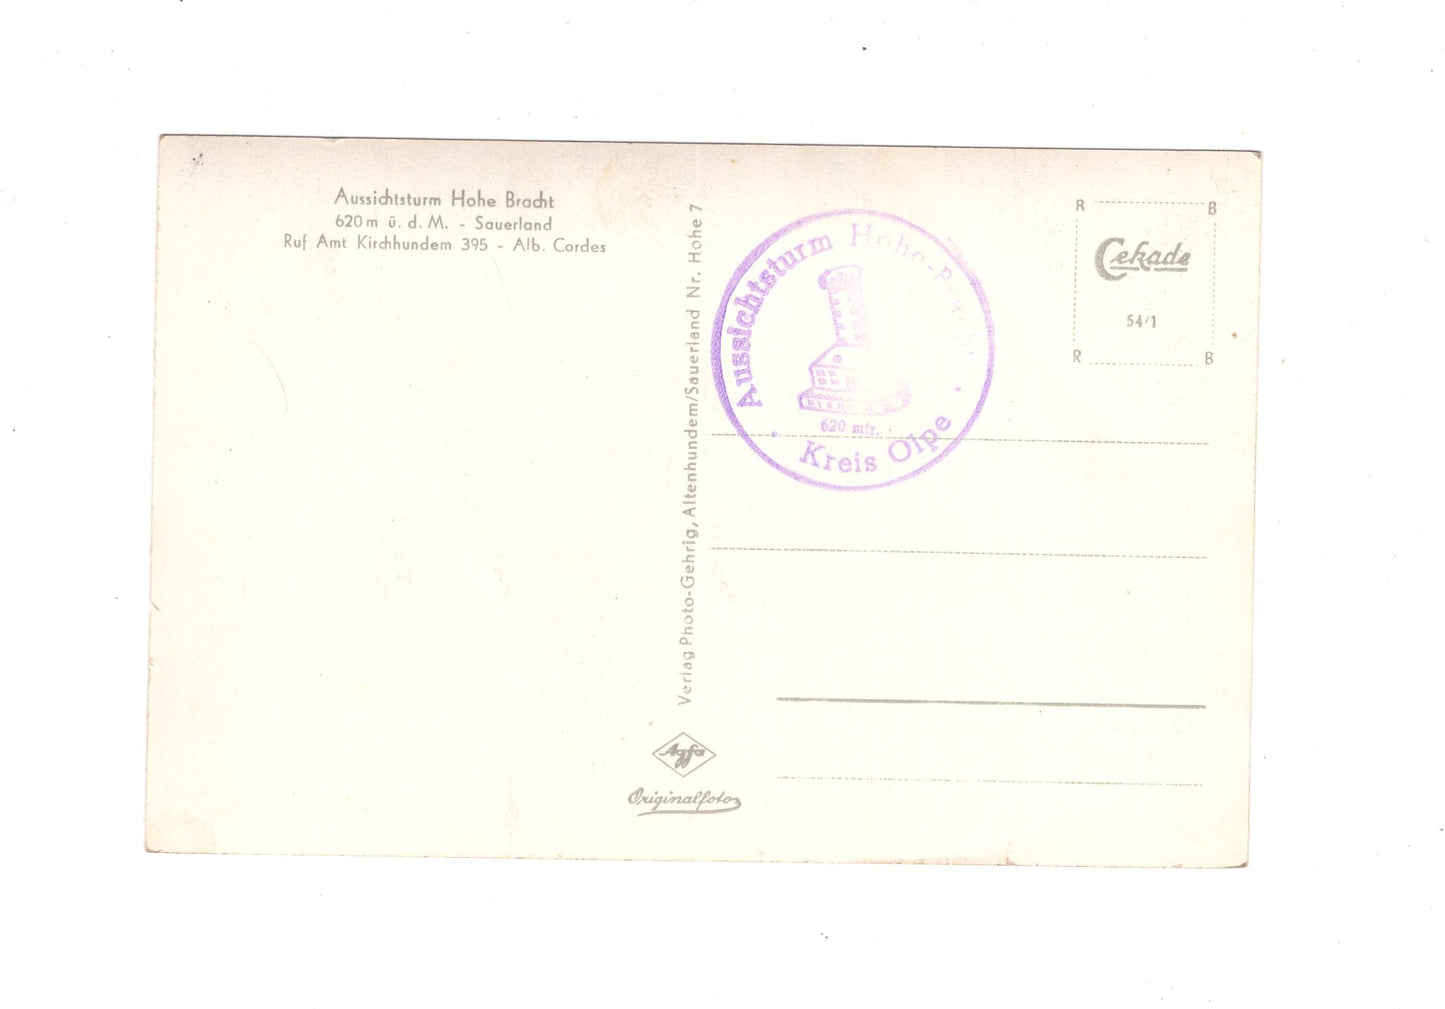 Aussichtsturm Hohe Bracht
620 m ü. d. M. - Sauerland
Ruf Amt Kirchhundem 395 - Alb. Cordes
Verlag Photo-Gehrig, Altenhundem/Sauerland Nr. Hohe 7
Agfa
Originalfoto
Aussichtsturm Hohe-Bracht
620 mtr.
Kreis Olpe
R B
Cekade
54/1
R B